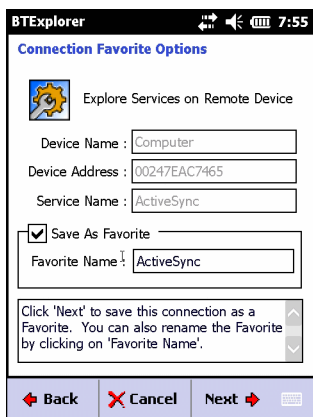 BTExplorer 7:55
Connection Favorite Options
Explore Services on Remote Device
Device Name : Computer
Device Address : 00247EAC7465
Service Name : ActiveSync
Save As Favorite
Favorite Name : ActiveSync
Click 'Next' to save this connection as a
Favorite. You can also rename the Favorite
by clicking on 'Favorite Name'.
Back Cancel Next